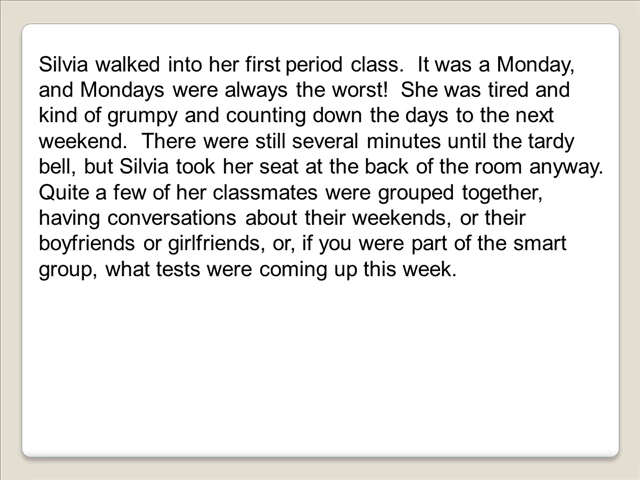 Silvia walked into her first period class.  It was a Monday,
and Mondays were always the worst!  She was tired and
kind of grumpy and counting down the days to the next
weekend.  There were still several minutes until the tardy
bell, but Silvia took her seat at the back of the room anyway.
Quite a few of her classmates were grouped together,
having conversations about their weekends, or their
boyfriends or girlfriends, or, if you were part of the smart
group, what tests were coming up this week.